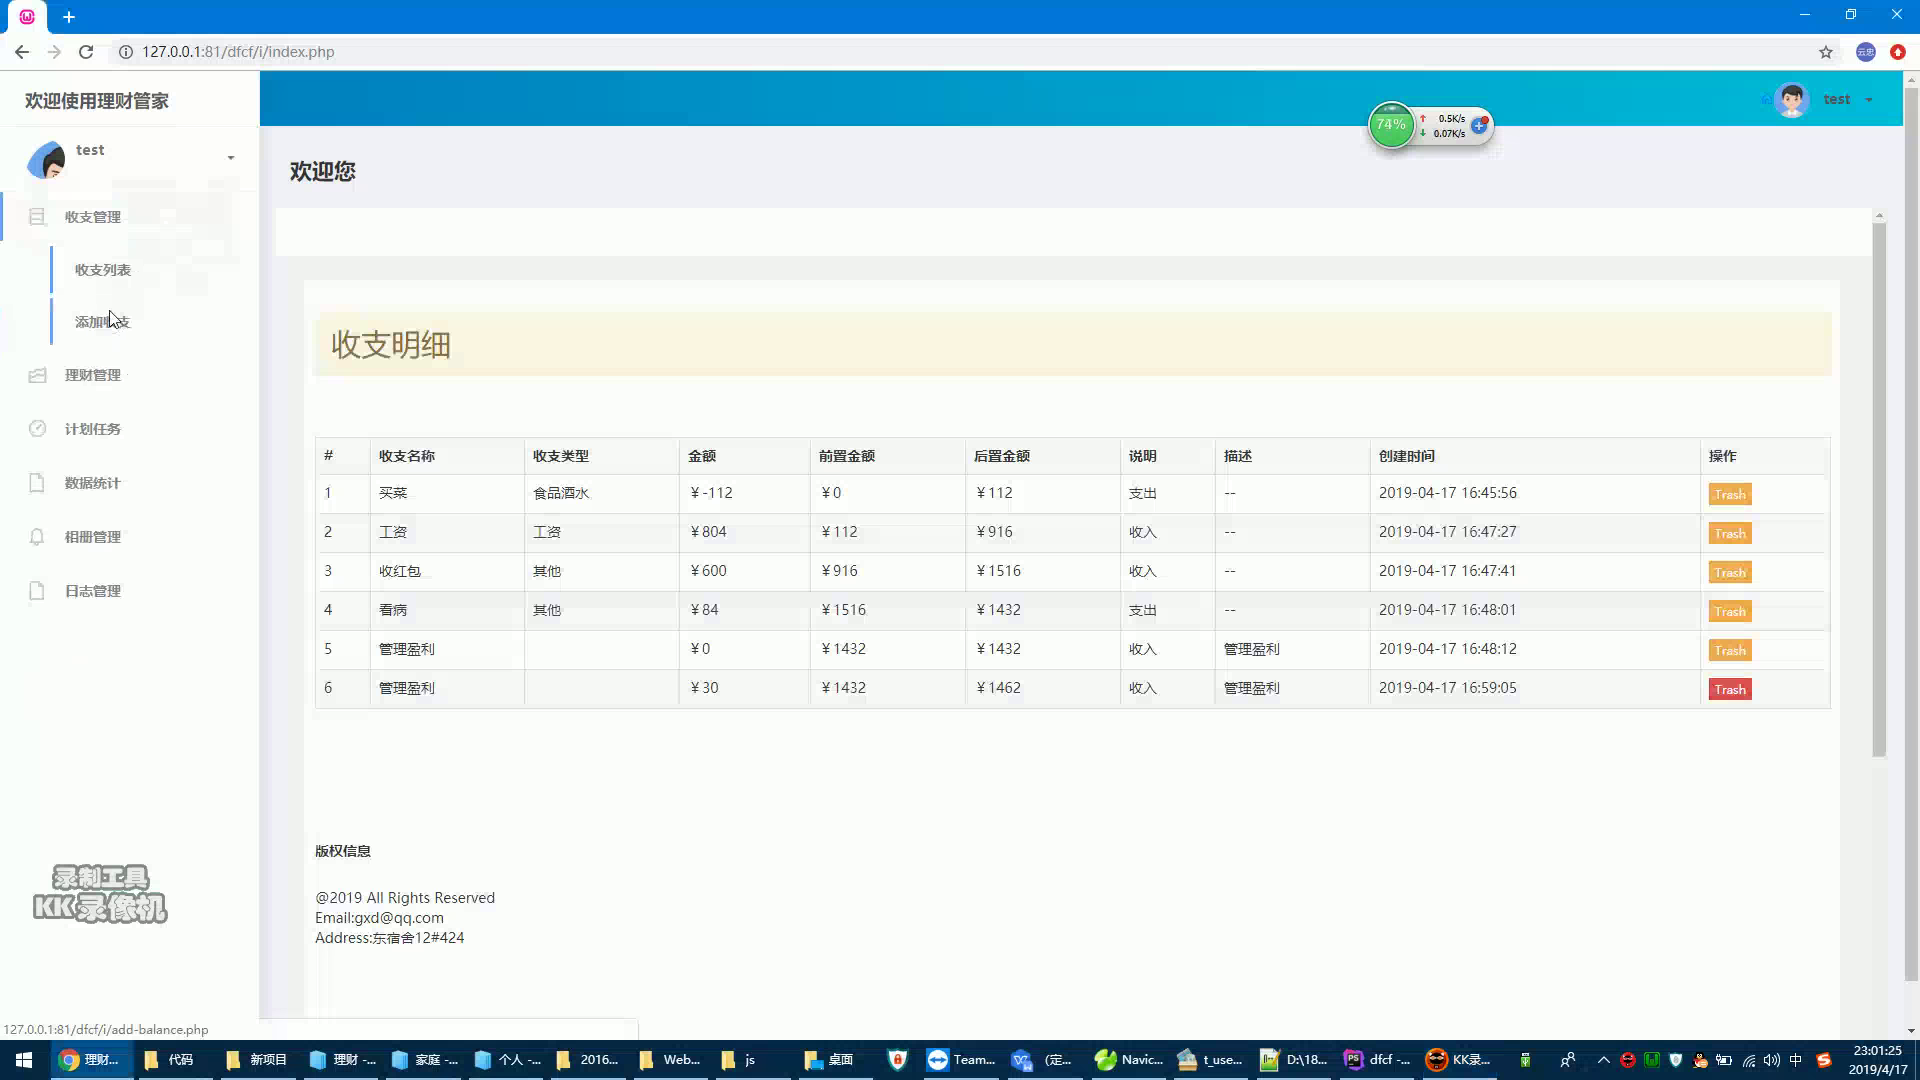 127.0.0.1:81/dfcf/i/index.php
云忠
欢迎使用理财管家
test
74%
0.5K/s
0.07K/s
test
欢迎您
收支管理
收支列表
添加收支
理财管理
计划任务
数据统计
相册管理
日志管理
收支明细
# 收支名称 收支类型 金额 前置金额 后置金额 说明 描述 创建时间 操作
1 买菜 食品酒水 ¥-112 ¥0 ¥112 支出 -- 2019-04-17 16:45:56 Trash
2 工资 工资 ¥804 ¥112 ¥916 收入 -- 2019-04-17 16:47:27 Trash
3 收红包 其他 ¥600 ¥916 ¥1516 收入 -- 2019-04-17 16:47:41 Trash
4 看病 其他 ¥84 ¥1516 ¥1432 支出 -- 2019-04-17 16:48:01 Trash
5 管理盈利 ¥0 ¥1432 ¥1432 收入 管理盈利 2019-04-17 16:48:12 Trash
6 管理盈利 ¥30 ¥1432 ¥1462 收入 管理盈利 2019-04-17 16:59:05 Trash
版权信息
@2019 All Rights Reserved
Email:gxd@qq.com
Address:东宿舍12#424
录制工具
KK录像机
127.0.0.1:81/dfcf/i/add-balance.php
理财... 代码 新项目 理财 -... 家庭 -... 个人 -... 2016... Web... js 桌面 Team... (定... Navic... t_use... D:\18... dfcf -... KK录... 中 23:01:25
2019/4/17